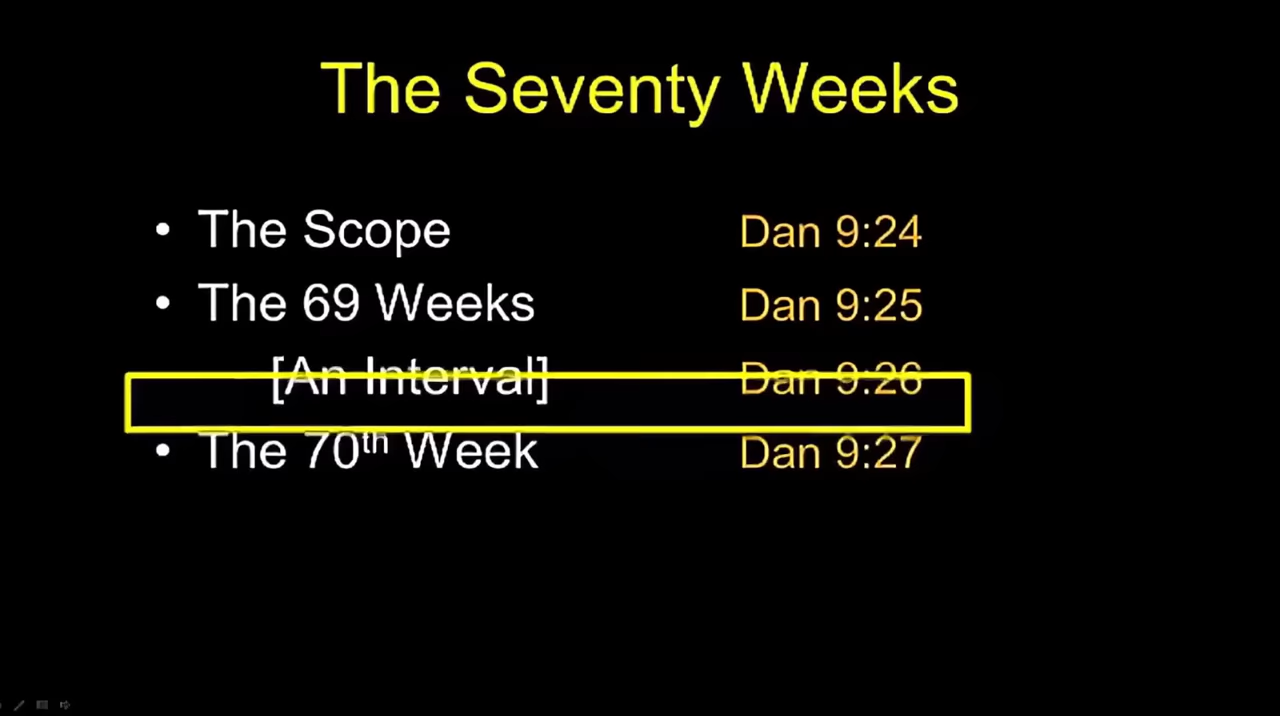 The Seventy Weeks
• The Scope Dan 9:24
• The 69 Weeks Dan 9:25
[An Interval] Dan 9:26
• The 70th Week Dan 9:27